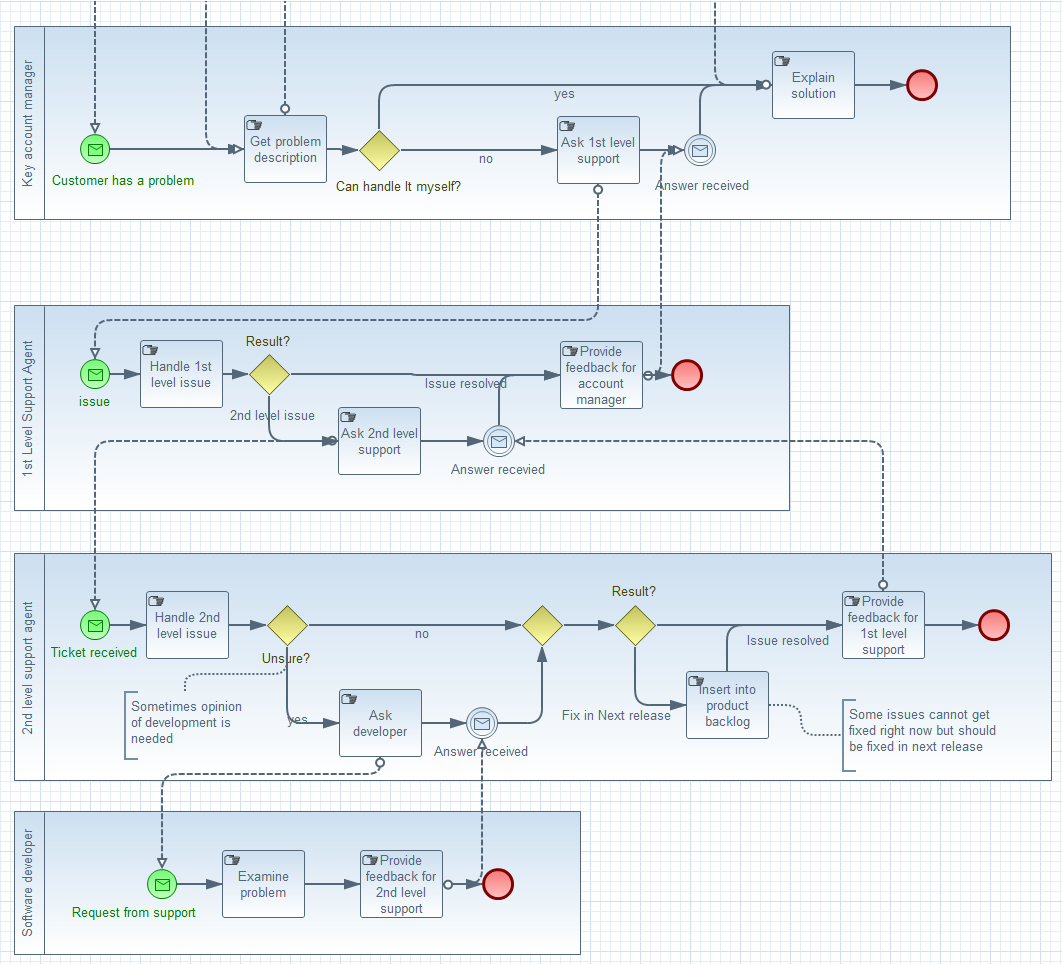 Key account manager
Explain
solution
yes
Get problem
description
Ask 1st level
support
no
Customer has a problem
Can handle It myself?
Answer received
1st Level Support Agent
Result?
Handle 1st
level issue
Provide
feedback for
account
manager
Issue resolved
issue
2nd level issue
Ask 2nd level
support
Answer recevied
2nd level support agent
Result?
Handle 2nd
level issue
Provide
feedback for
1st level
support
no
Issue resolved
Ticket received
Unsure?
Insert into
product
backlog
Sometimes opinion
of development is
needed
yes
Ask
developer
Fix in Next release
Some issues cannot get
fixed right now but should
be fixed in next release
Answer received
Software developer
Examine
problem
Provide
feedback for
2nd level
support
Request from support